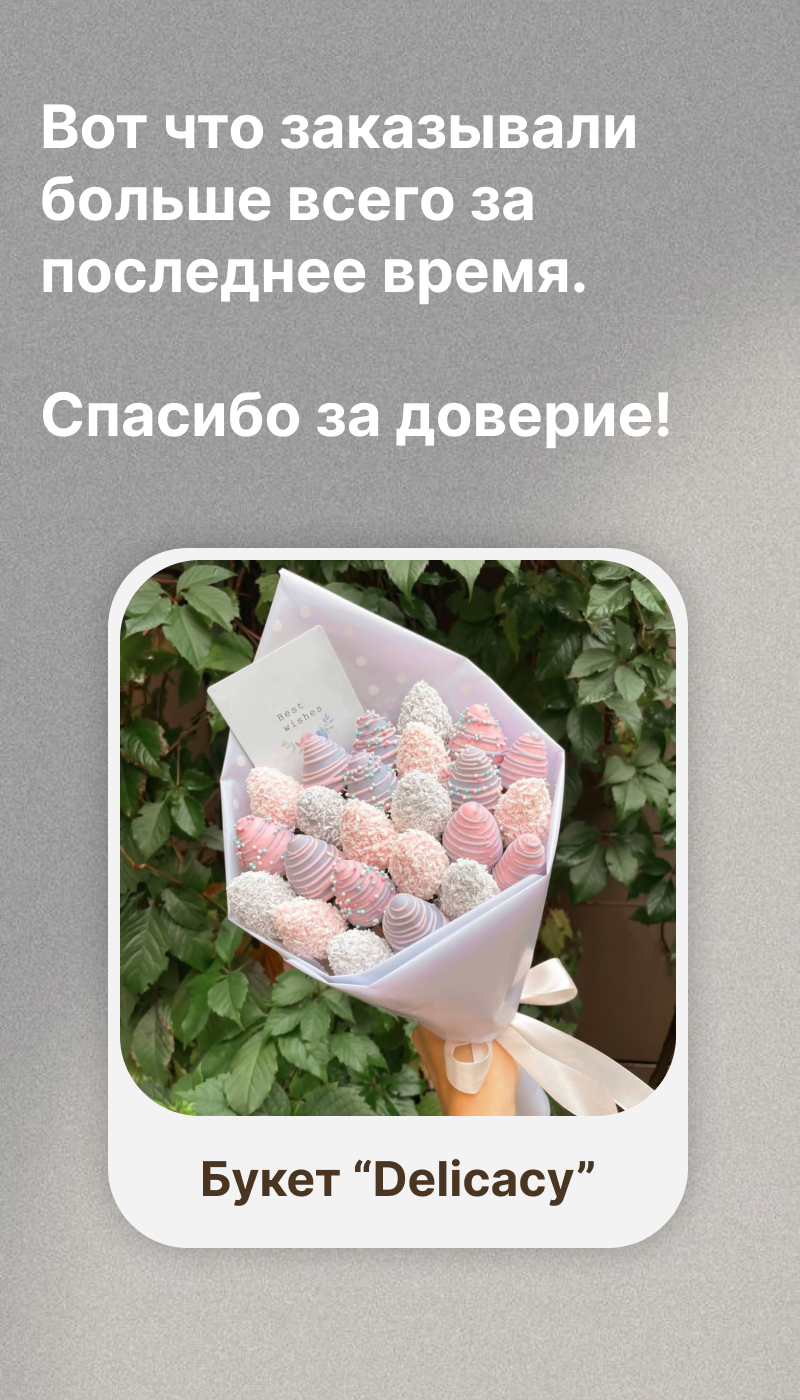 Вот что заказывали
больше всего за
последнее время.
Спасибо за доверие!
Best
wishes
Букет “Delicacy”